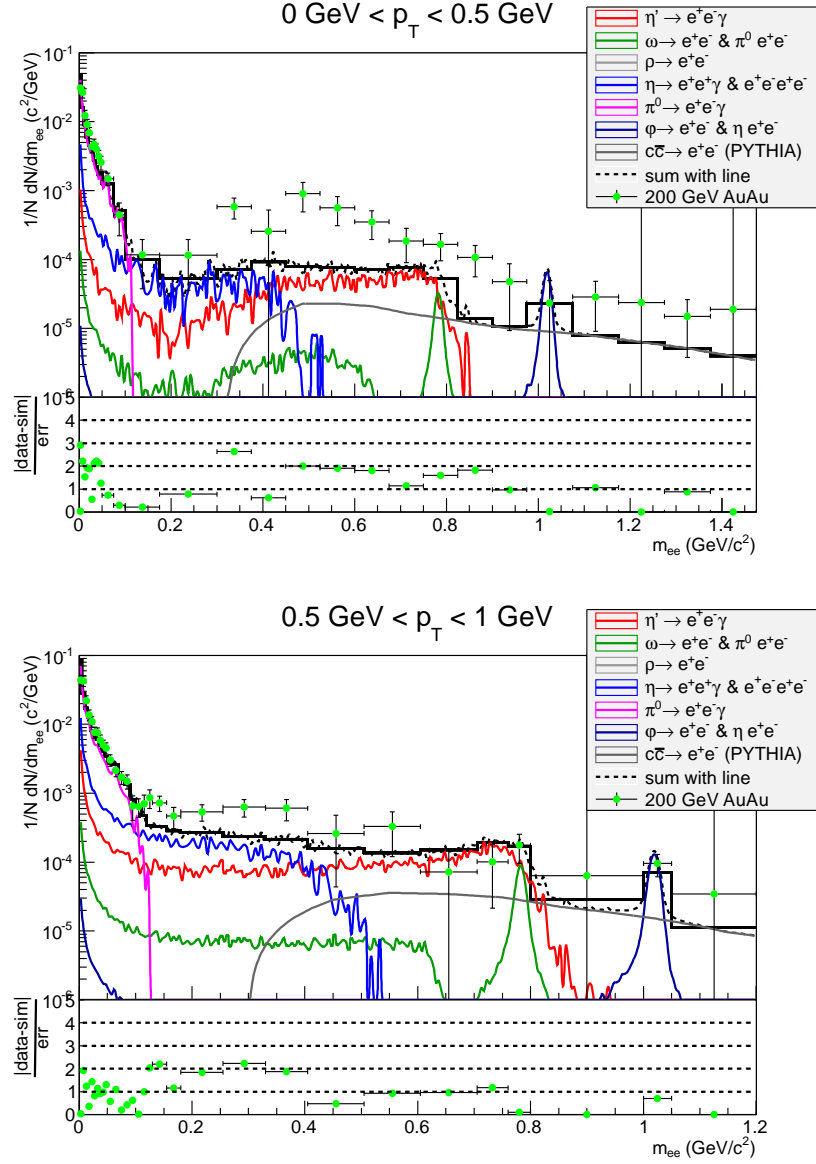 0 GeV < p_T < 0.5 GeV
η' → e⁺e⁻γ
ω → e⁺e⁻ & π⁰ e⁺e⁻
ρ → e⁺e⁻
η → e⁺e⁺γ & e⁺e⁻e⁺e⁻
π⁰ → e⁺e⁻γ
φ → e⁺e⁻ & η e⁺e⁻
cc̅ → e⁺e⁻ (PYTHIA)
sum with line
200 GeV AuAu
1/N dN/dm_ee (c²/GeV)
10⁻¹
10⁻²
10⁻³
10⁻⁴
10⁻⁵
10
|data-sim|
err
5
4
3
2
1
0
0 0.2 0.4 0.6 0.8 1 1.2 1.4
m_ee (GeV/c²)
0.5 GeV < p_T < 1 GeV
η' → e⁺e⁻γ
ω → e⁺e⁻ & π⁰ e⁺e⁻
ρ → e⁺e⁻
η → e⁺e⁺γ & e⁺e⁻e⁺e⁻
π⁰ → e⁺e⁻γ
φ → e⁺e⁻ & η e⁺e⁻
cc̅ → e⁺e⁻ (PYTHIA)
sum with line
200 GeV AuAu
1/N dN/dm_ee (c²/GeV)
10⁻¹
10⁻²
10⁻³
10⁻⁴
10⁻⁵
10
|data-sim|
err
5
4
3
2
1
0
0 0.2 0.4 0.6 0.8 1 1.2
m_ee (GeV/c²)